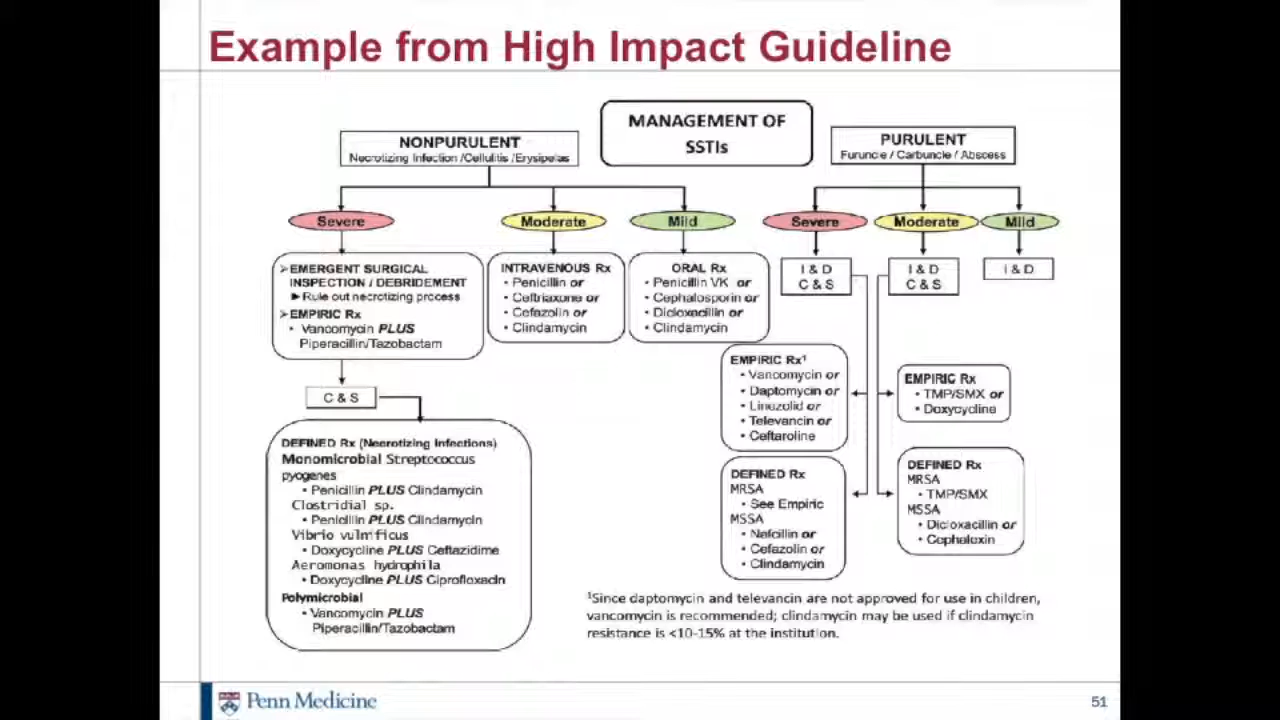 Example from High Impact Guideline
MANAGEMENT OF
SSTIs
NONPURULENT
Necrotizing Infection /Cellulitis /Erysipelas
PURULENT
Furuncle / Carbuncle / Abscess
Severe
Moderate
Mild
Severe
Moderate
Mild
➢EMERGENT SURGICAL
INSPECTION / DEBRIDEMENT
► Rule out necrotizing process
➢EMPIRIC Rx
• Vancomycin PLUS
Piperacillin/Tazobactam
INTRAVENOUS Rx
• Penicillin or
• Ceftriaxone or
• Cefazolin or
• Clindamycin
ORAL Rx
• Penicillin VK or
• Cephalosporin or
• Dicloxacillin or
• Clindamycin
I & D
C & S
I & D
C & S
I & D
C & S
DEFINED Rx (Necrotizing Infections)
Monomicrobial Streptococcus
pyogenes
• Penicillin PLUS Clindamycin
Clostridial sp.
• Penicillin PLUS Clindamycin
Vibrio vulnificus
• Doxycycline PLUS Ceftazidime
Aeromonas hydrophila
• Doxycycline PLUS Ciprofloxacin
Polymicrobial
• Vancomycin PLUS
Piperacillin/Tazobactam
EMPIRIC Rx¹
• Vancomycin or
• Daptomycin or
• Linezolid or
• Televancin or
• Ceftaroline
EMPIRIC Rx
• TMP/SMX or
• Doxycycline
DEFINED Rx
MRSA
• See Empiric
MSSA
• Nafcillin or
• Cefazolin or
• Clindamycin
DEFINED Rx
MRSA
• TMP/SMX
MSSA
• Dicloxacillin or
• Cephalexin
¹Since daptomycin and televancin are not approved for use in children,
vancomycin is recommended; clindamycin may be used if clindamycin
resistance is <10-15% at the institution.
Penn Medicine
51